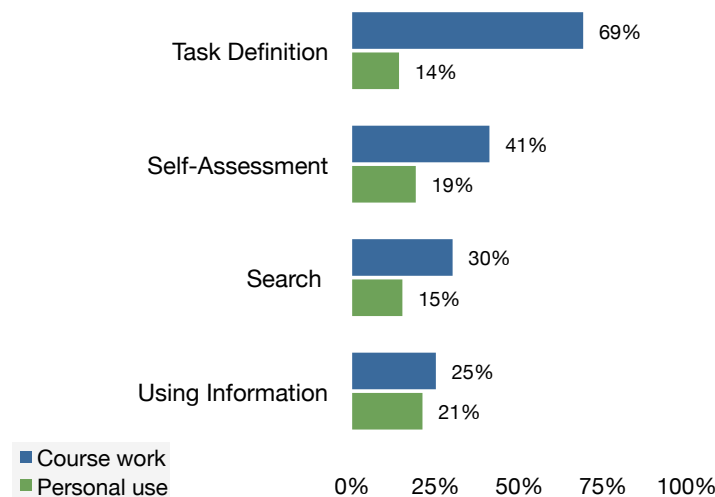 Task Definition
69%
14%
Self-Assessment
41%
19%
Search
30%
15%
Using Information
25%
21%
Course work
Personal use
0% 25% 50% 75% 100%